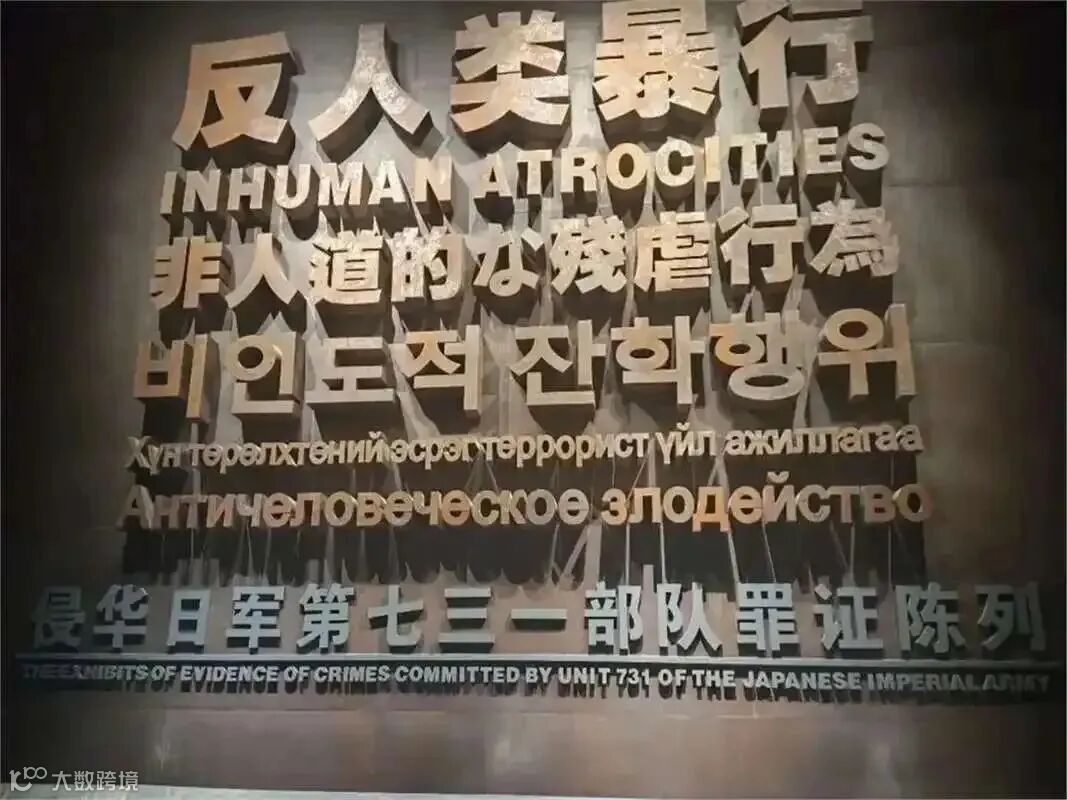 反人类暴行
INHUMAN ATROCITIES
非人道的な殘虐行為
비인도적 잔학행위
Хүн төрөлхтөний эсрэг террорист үйл ажиллагаа
Античеловеческое злодейство
侵华日军第七三一部队罪证陈列
THE EXHIBITS OF EVIDENCE OF CRIMES COMMITTED BY UNIT 731 OF THE JAPANESE IMPERIAL ARMY
大数跨境